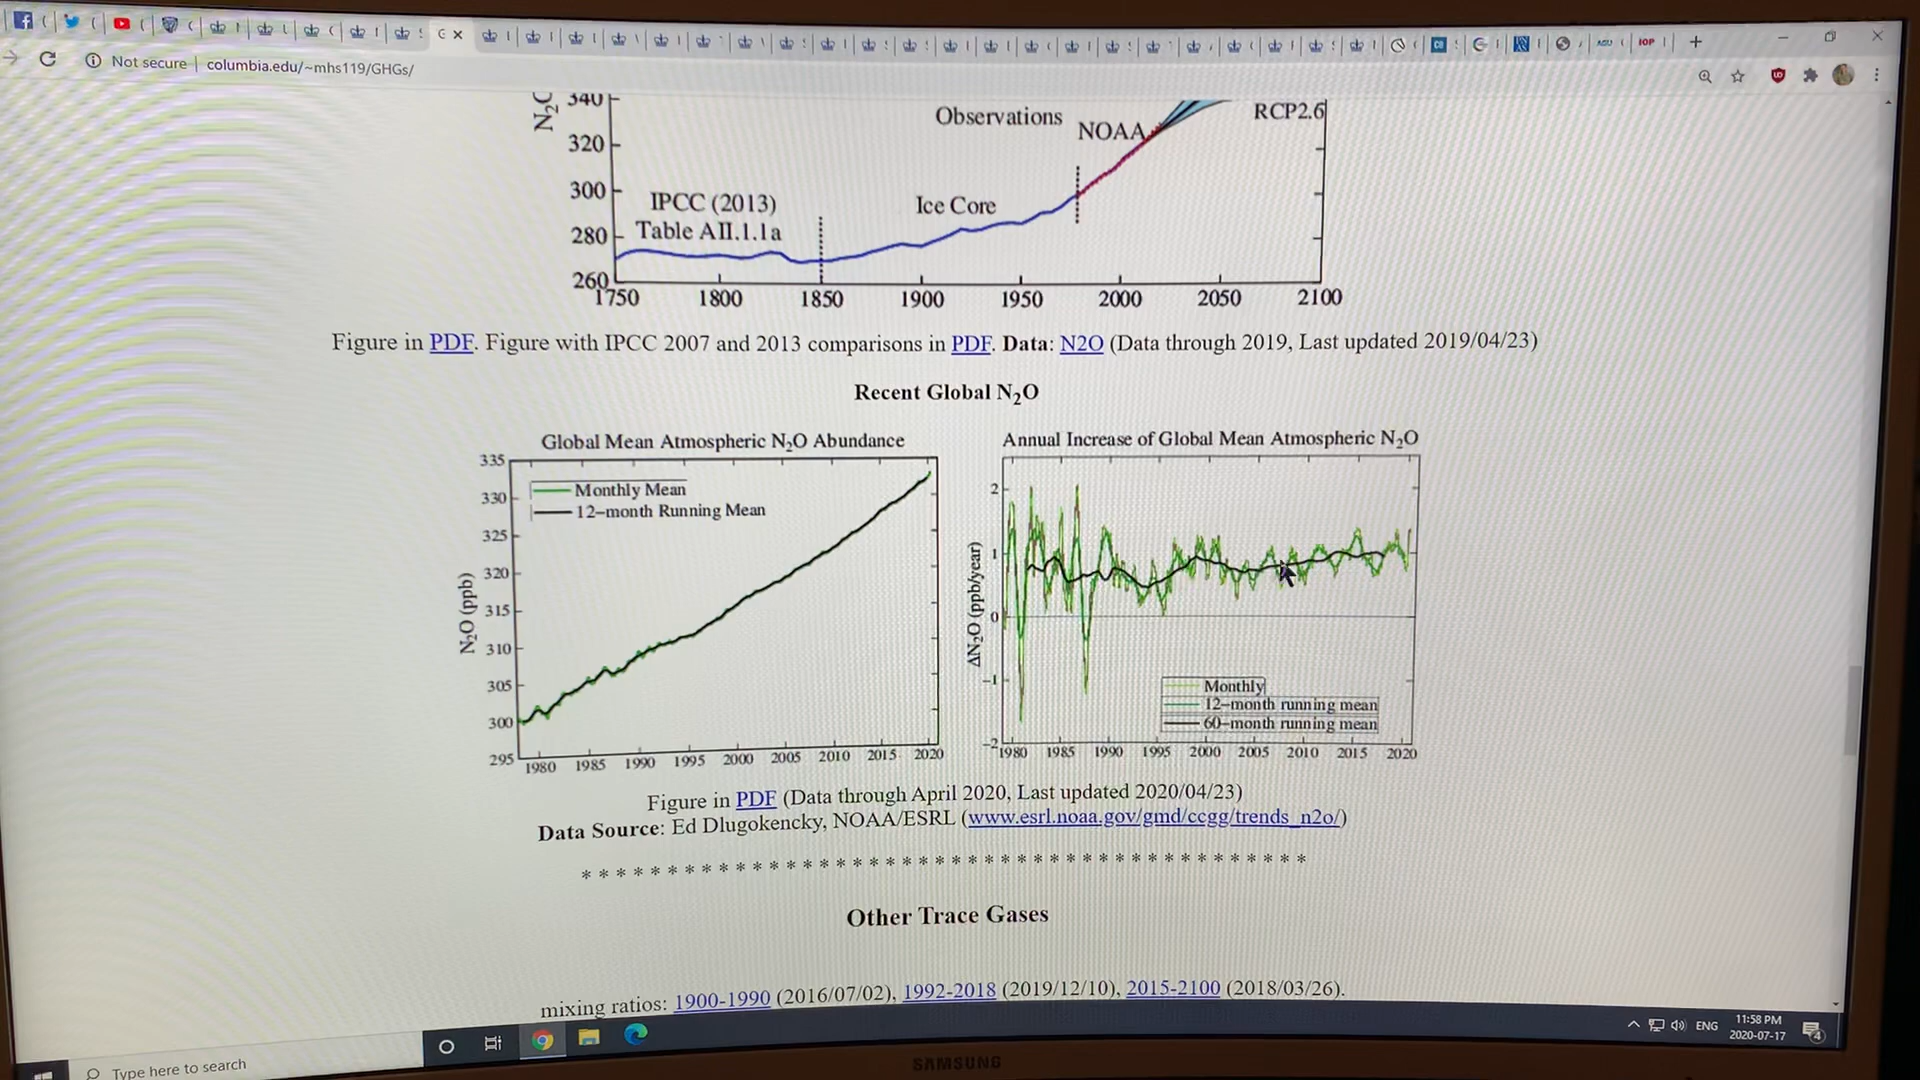 Not secure | columbia.edu/~mhs119/GHGs/
340
320
300
280
260
Observations
NOAA
RCP2.6
IPCC (2013)
Table AII.1.1a
Ice Core
1750 1800 1850 1900 1950 2000 2050 2100
Figure in PDF. Figure with IPCC 2007 and 2013 comparisons in PDF. Data: N2O (Data through 2019, Last updated 2019/04/23)
Recent Global N2O
Global Mean Atmospheric N2O Abundance
335
330
325
320
315
310
305
300
295
N2O (ppb)
Monthly Mean
12-month Running Mean
1980 1985 1990 1995 2000 2005 2010 2015 2020
Annual Increase of Global Mean Atmospheric N2O
2
1
0
-1
-2
ΔN2O (ppb/year)
Monthly
12-month running mean
60-month running mean
1980 1985 1990 1995 2000 2005 2010 2015 2020
Figure in PDF (Data through April 2020, Last updated 2020/04/23)
Data Source: Ed Dlugokencky, NOAA/ESRL (www.esrl.noaa.gov/gmd/ccgg/trends_n2o/)
* * * * * * * * * * * * * * * * * * * * * * * * * * * * * * * * * * * * * * * * * *
Other Trace Gases
mixing ratios: 1900-1990 (2016/07/02), 1992-2018 (2019/12/10), 2015-2100 (2018/03/26).
Type here to search
ENG
11:58 PM
2020-07-17
4
SAMSUNG